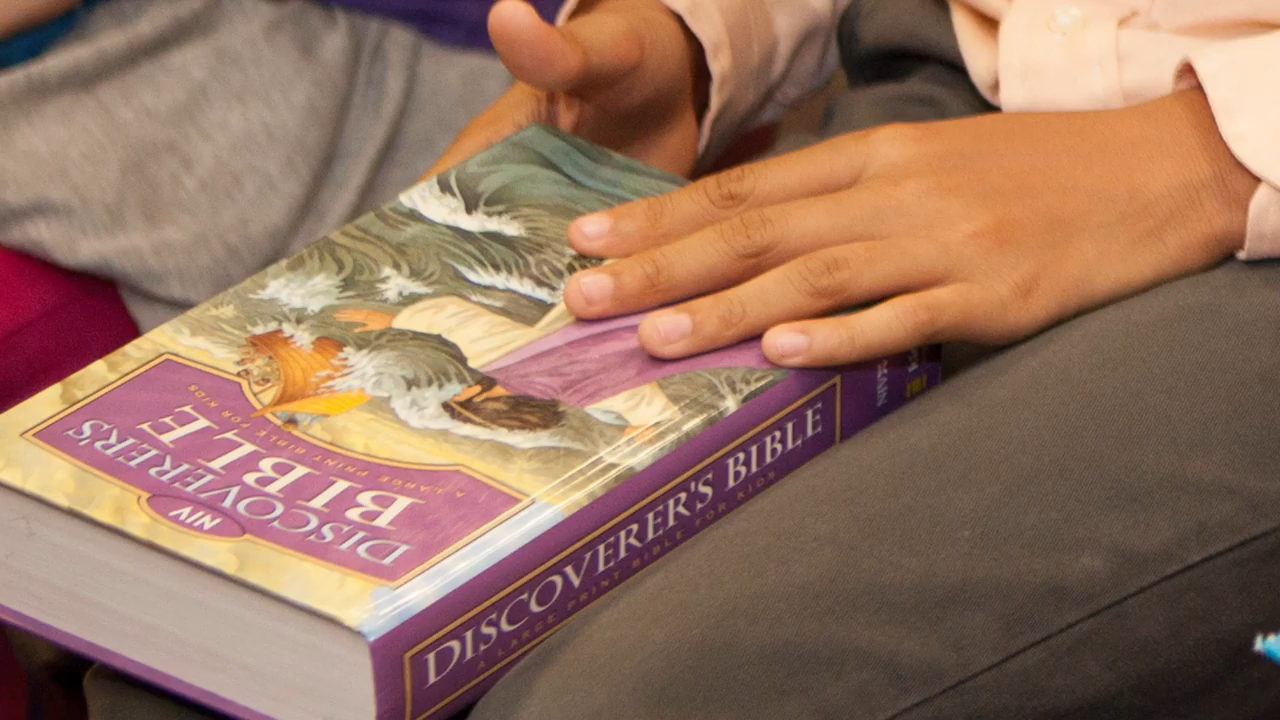 NIV
DISCOVERER'S
BIBLE
A LARGE PRINT BIBLE FOR KIDS
DISCOVERER'S BIBLE
A LARGE PRINT BIBLE FOR KIDS